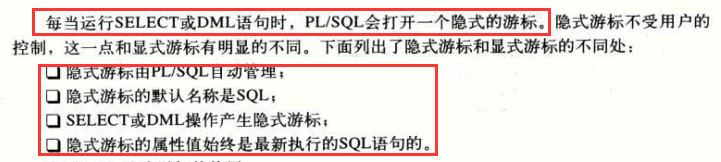 每当运行SELECT或DML语句时，PL/SQL会打开一个隐式的游标。隐式游标不受用户的
控制，这一点和显式游标有明显的不同。下面列出了隐式游标和显式游标的不同处：
❑ 隐式游标由PL/SQL自动管理；
❑ 隐式游标的默认名称是SQL；
❑ SELECT或DML操作产生隐式游标；
❑ 隐式游标的属性值始终是最新执行的SQL语句的。